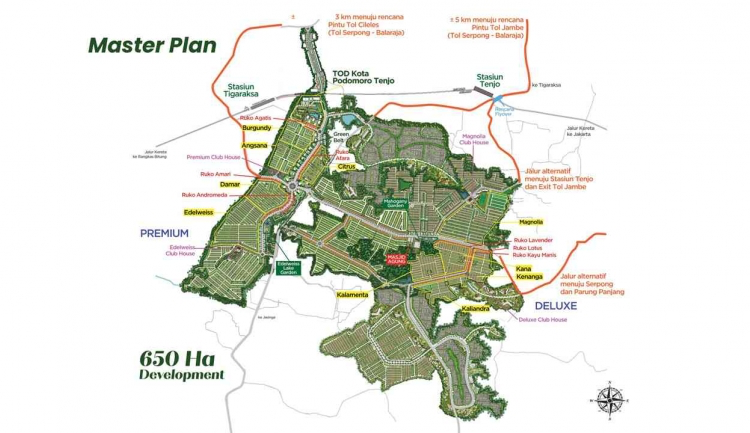 Master Plan
± 3 km menuju rencana
Pintu Tol Cileles
(Tol Serpong - Balaraja)
± 5 km menuju rencana
Pintu Tol Jambe
(Tol Serpong - Balaraja)
TOD Kota
Podomoro Tenjo
Stasiun
Tigaraksa
Stasiun
Tenjo
ke Tigaraksa
Rencana
Flyover
Jalur Kereta
ke Jakarta
Ruko Agatis
Burgundy
Green
Belt
Magnolia
Club House
Angsana
Jalur Kereta
ke Rangkas Bitung
Premium Club House
Ruko
Afara
Citrus
Ruko Amari
Jalur alternatif
menuju Stasiun Tenjo
dan Exit Tol Jambe
Damar
Ruko Andromeda
Mahogany
Garden
Edelweiss
Magnolia
PREMIUM
Ruko Lavender
Ruko Lotus
Ruko Kayu Manis
Edelweiss
Club House
Edelweiss
Lake
Garden
MASJID
AGUNG
Kana
Kenanga
Jalur alternatif
menuju Serpong
dan Parung Panjang
Kalamenta
DELUXE
Kaliandra
Deluxe Club House
ke Jasinga
650 Ha
Development